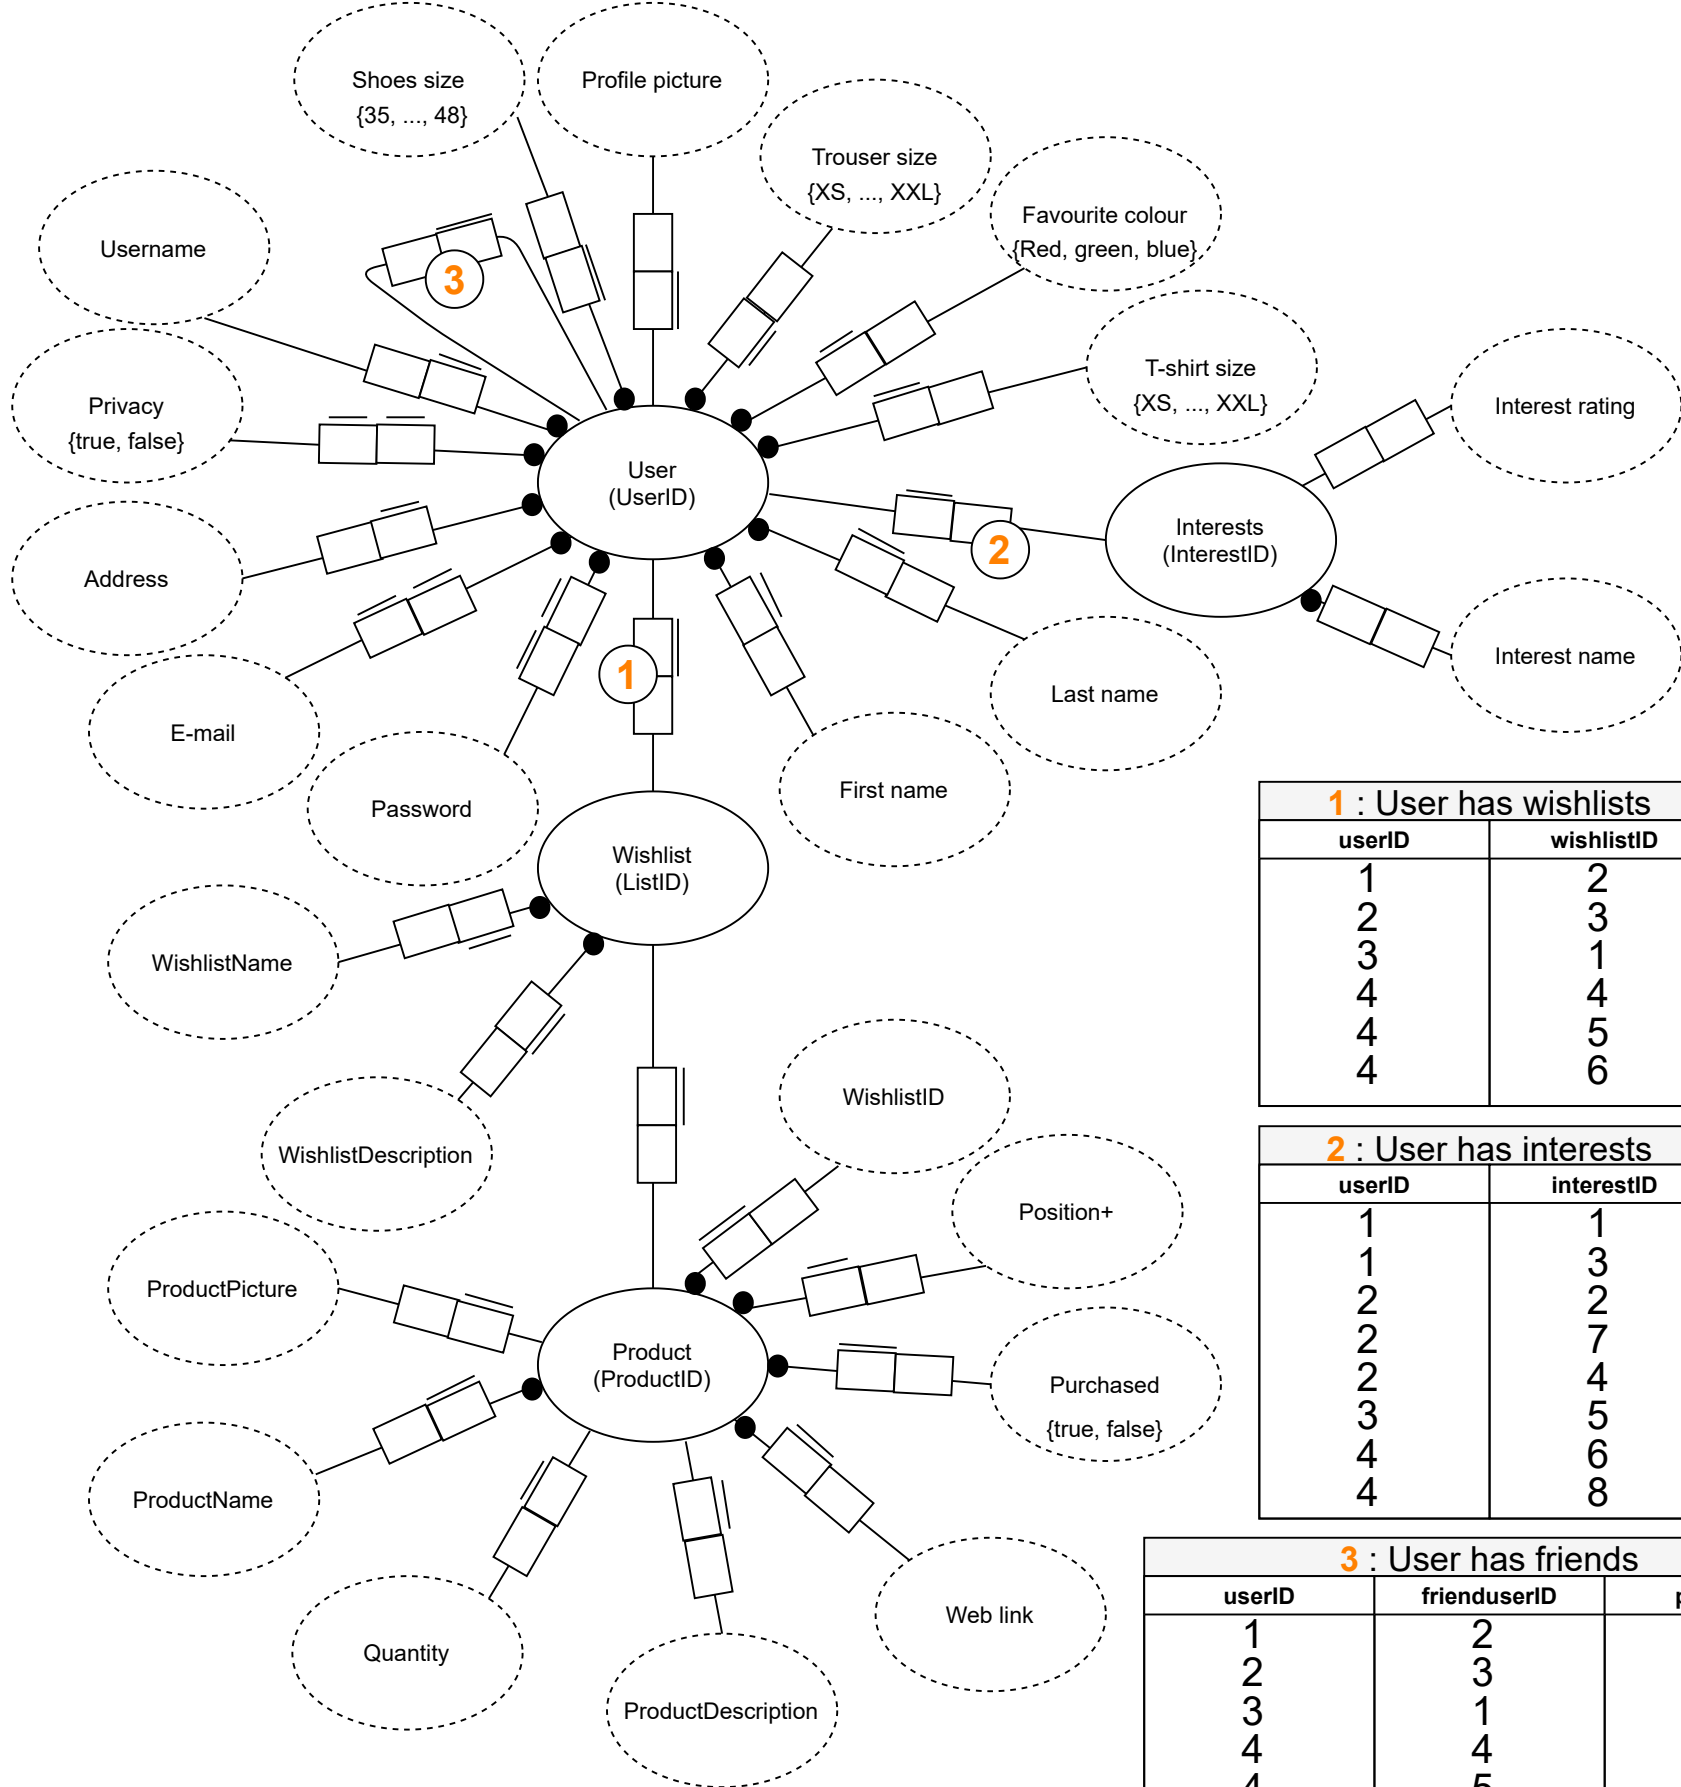 Shoes size
{35, ..., 48}
Profile picture
Trouser size
{XS, ..., XXL}
Favourite colour
{Red, green, blue}
Username
3
T-shirt size
{XS, ..., XXL}
Privacy
{true, false}
Interest rating
User
(UserID)
Interests
(InterestID)
2
Address
E-mail
Password
1
First name
Last name
Interest name
Wishlist
(ListID)
WishlistName
WishlistDescription
WishlistID
Position+
ProductPicture
Product
(ProductID)
Purchased
{true, false}
ProductName
Quantity
ProductDescription
Web link
1 : User has wishlists
userID wishlistID
1 2
2 3
3 1
4 4
4 5
4 6
2 : User has interests
userID interestID
1 1
1 3
2 2
2 7
2 4
3 5
4 6
4 8
3 : User has friends
userID frienduserID
1 2
2 3
3 1
4 4
4 5